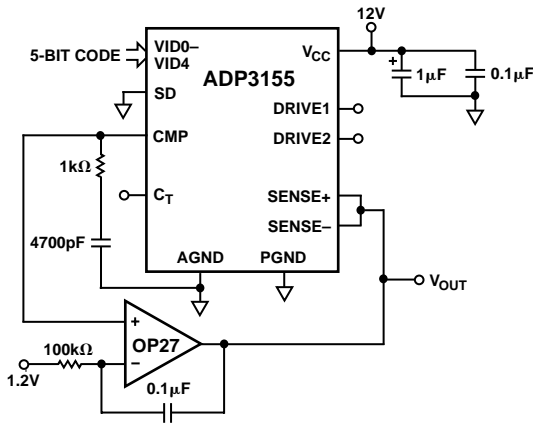 12V
5-BIT CODE
VID0–
VID4
VCC
ADP3155
1μF
0.1μF
+
SD
DRIVE1
CMP
DRIVE2
1kΩ
CT
SENSE+
SENSE–
4700pF
AGND
PGND
VOUT
+
100kΩ
OP27
–
1.2V
0.1μF